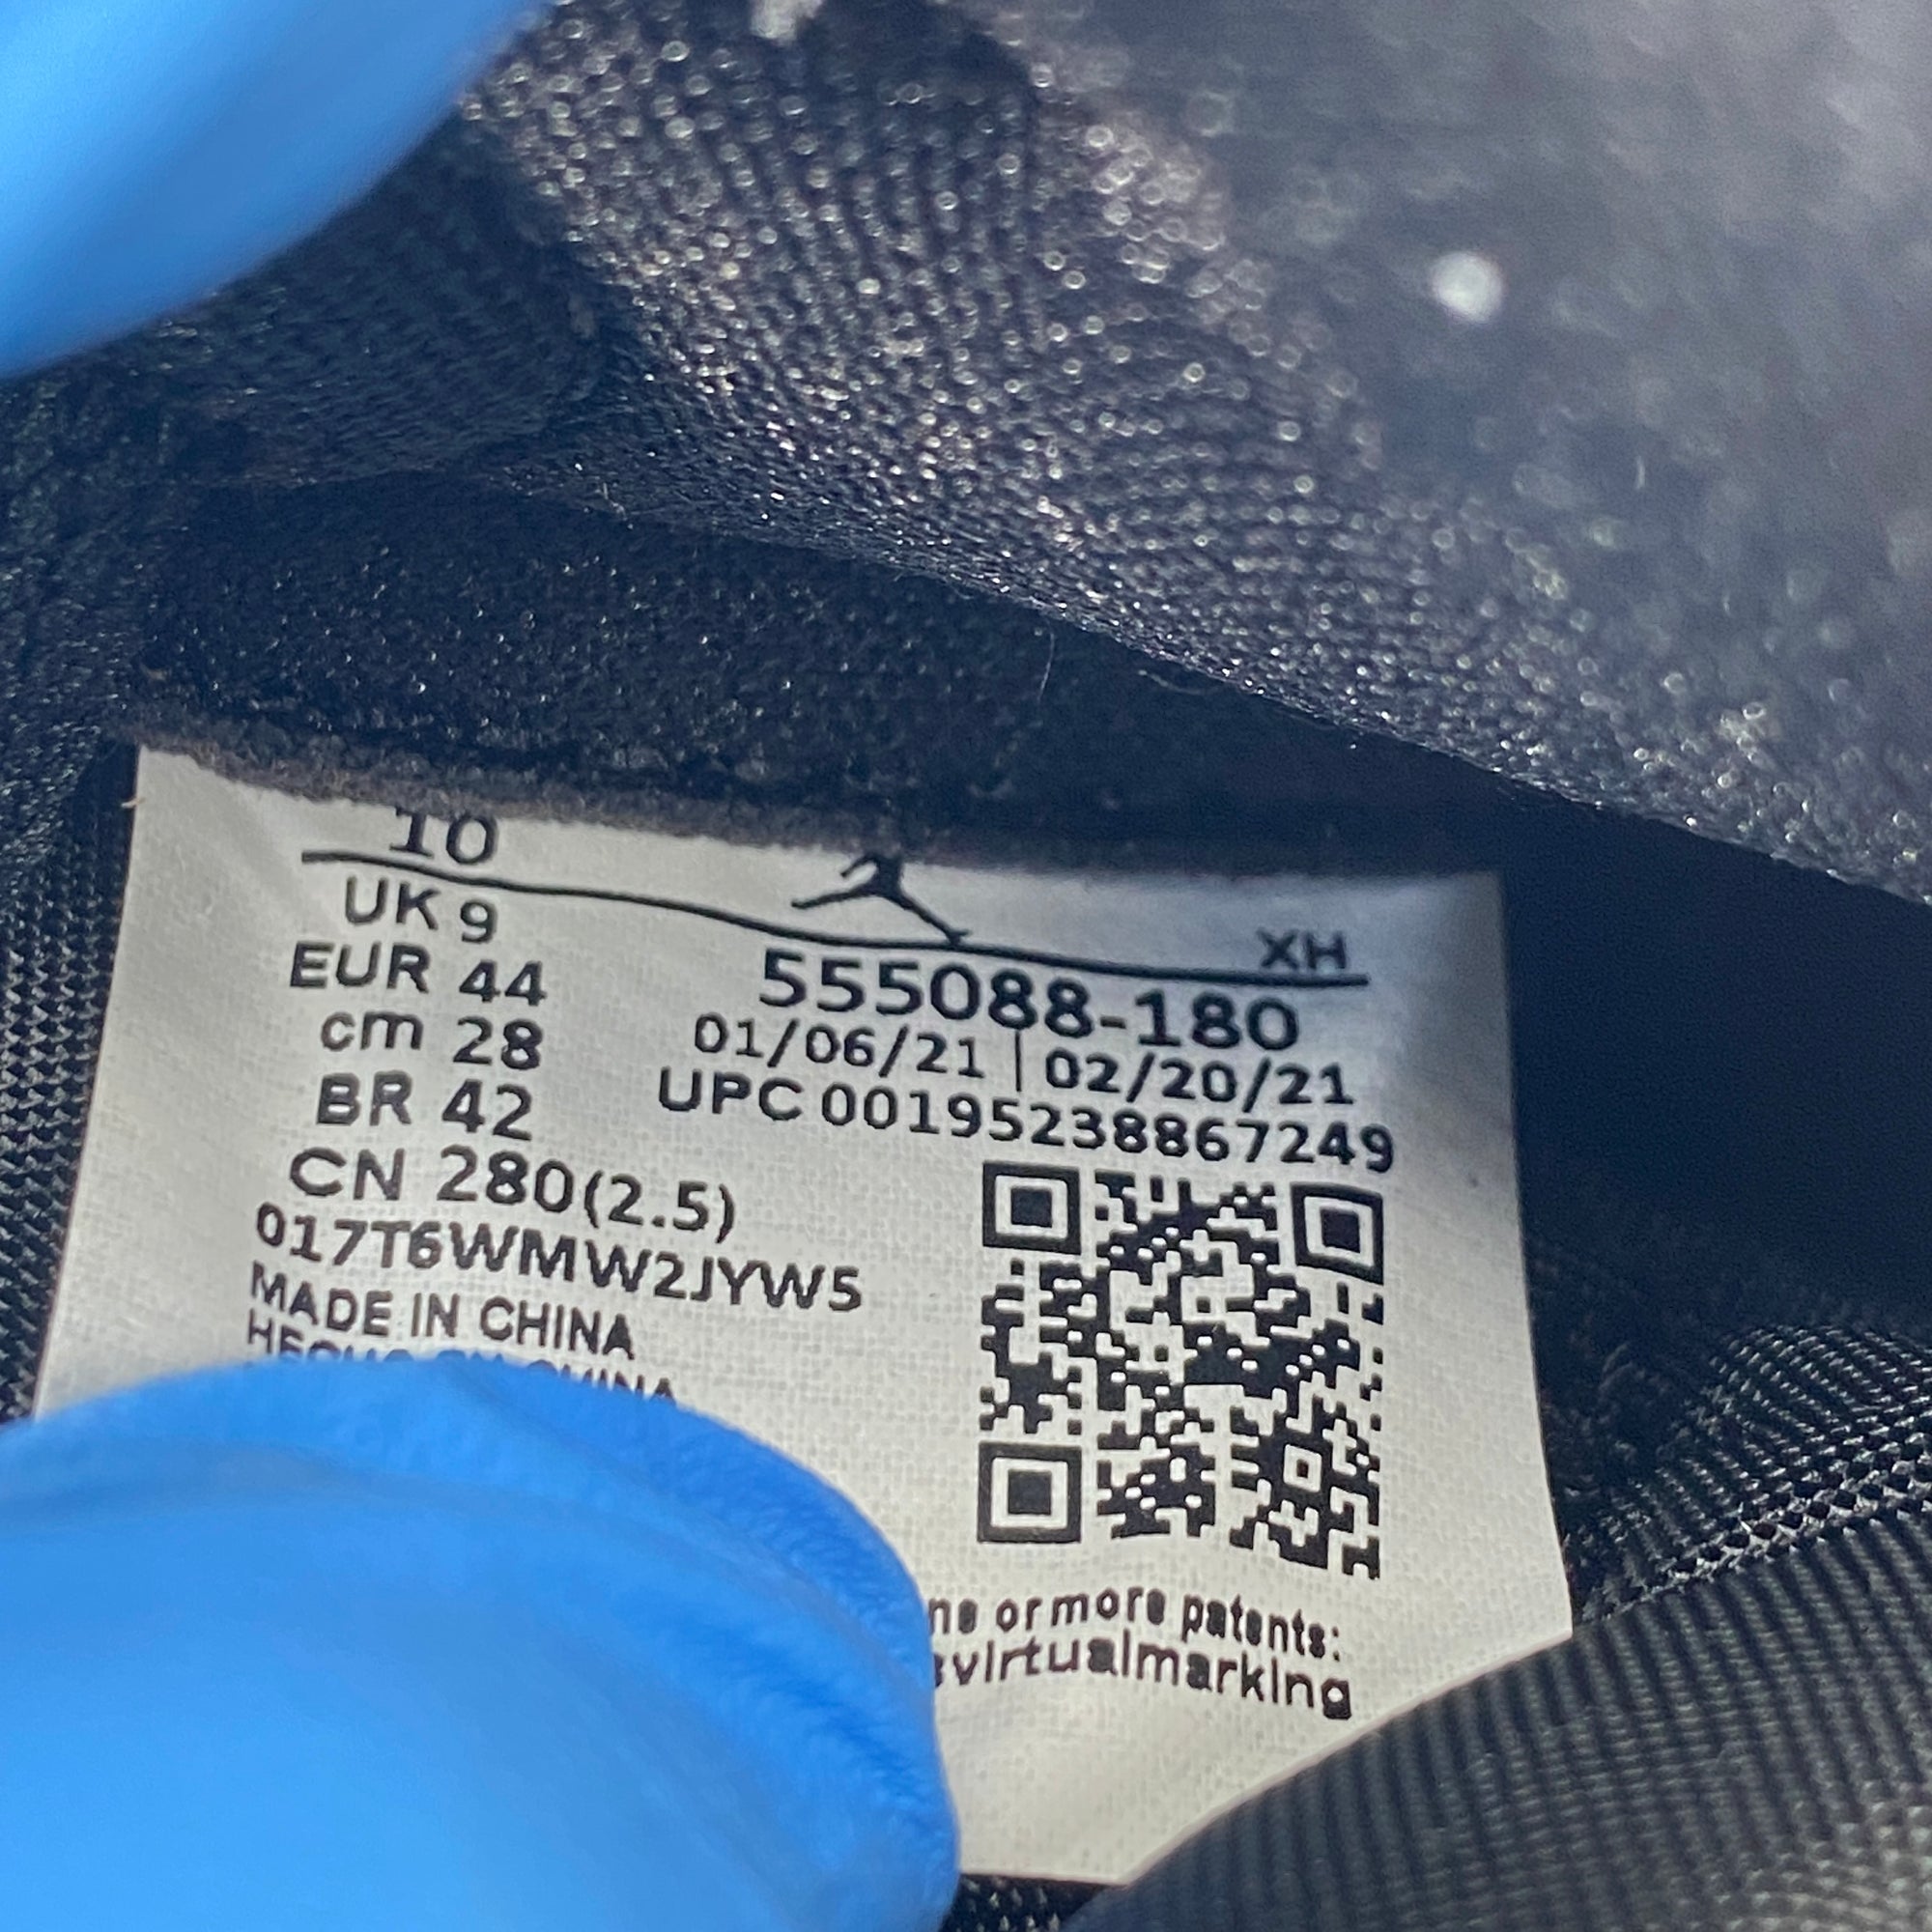 10
XH
UK 9
EUR 44
cm 28
BR 42
CN 280(2.5)
555088-180
01/06/21 | 02/20/21
UPC 00195238867249
017T6WMW2JYW5
MADE IN CHINA
or more patents: